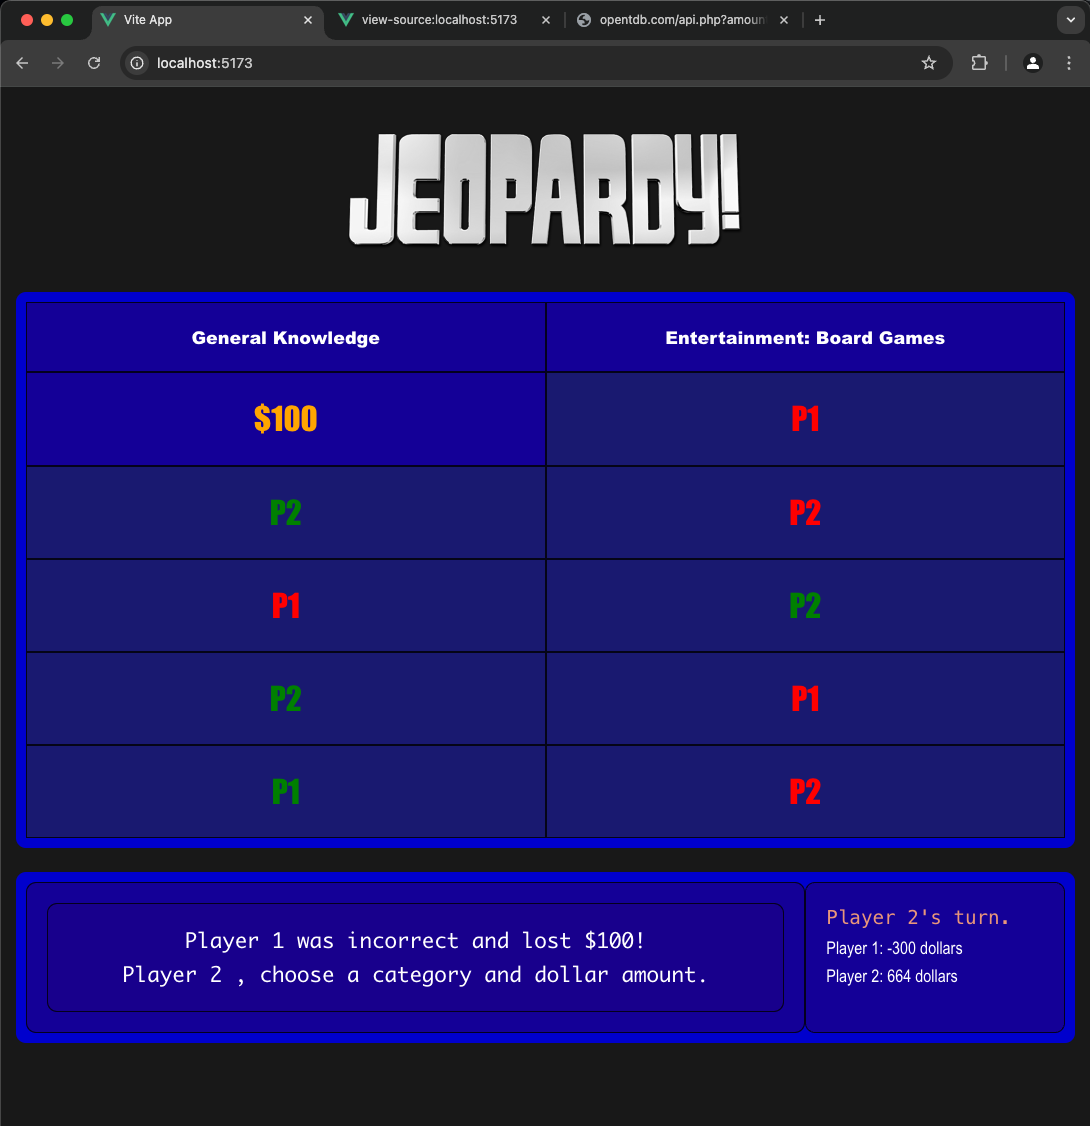 Vite App
view-source:localhost:5173
opentdb.com/api.php?amoun
localhost:5173
JEOPARDY!
General Knowledge
Entertainment: Board Games
$100
P1
P2
P2
P1
P2
P2
P1
P1
P2
Player 1 was incorrect and lost $100!
Player 2 , choose a category and dollar amount.
Player 2's turn.
Player 1: -300 dollars
Player 2: 664 dollars